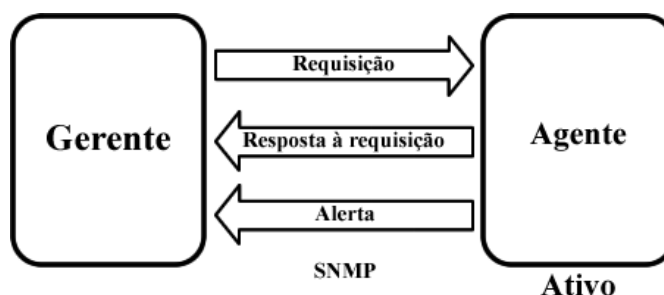 Requisição
Gerente
Resposta à requisição
Agente
Alerta
SNMP
Ativo